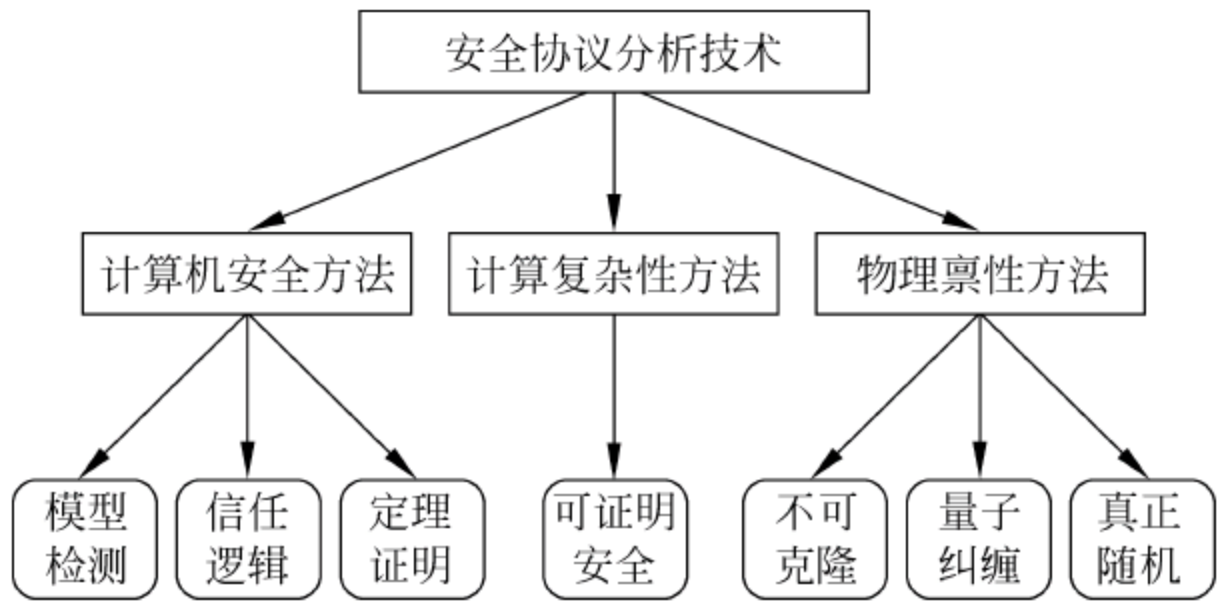 安全协议分析技术
计算机安全方法
计算复杂性方法
物理禀性方法
模型
检测
信任
逻辑
定理
证明
可证明
安全
不可
克隆
量子
纠缠
真正
随机